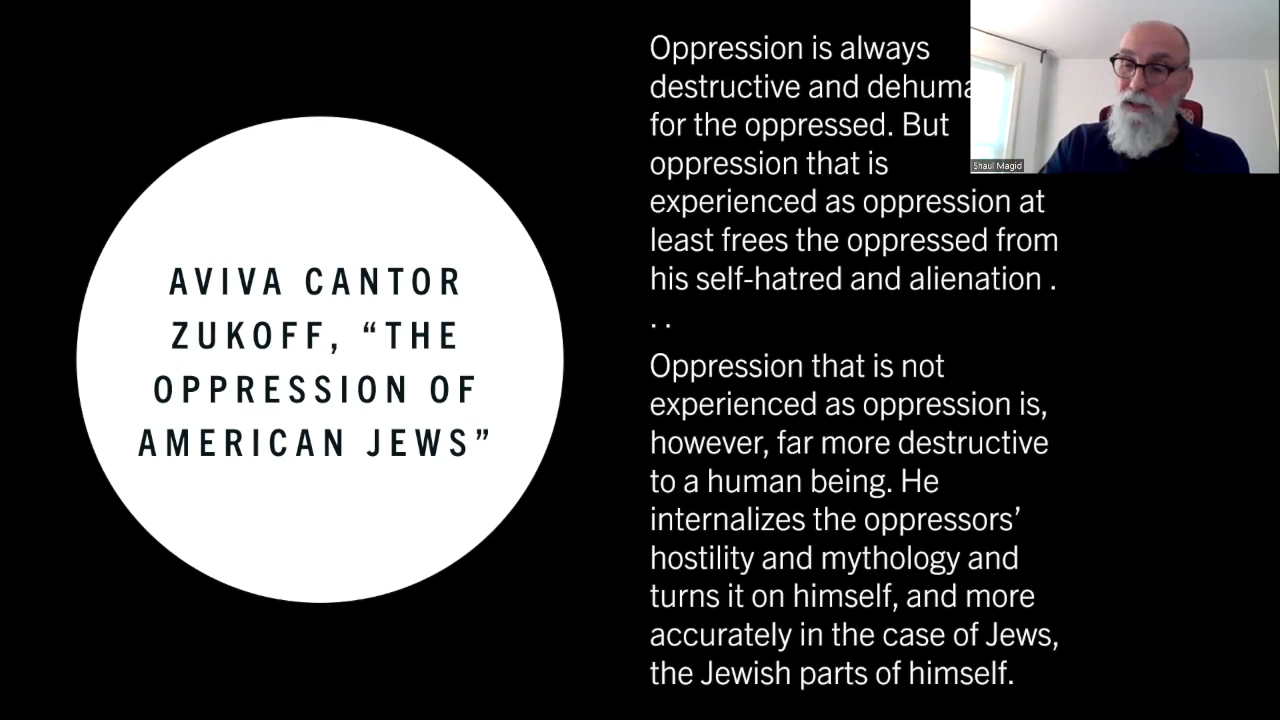 AVIVA CANTOR
ZUKOFF, “THE
OPPRESSION OF
AMERICAN JEWS”
Oppression is always
destructive and
for the oppressed. But
oppression that is
experienced as oppression at
least frees the oppressed from
his self-hatred and alienation .
. .
Oppression that is not
experienced as oppression is,
however, far more destructive
to a human being. He
internalizes the oppressors’
hostility and mythology and
turns it on himself, and more
accurately in the case of Jews,
the Jewish parts of himself.
Shaul Magid